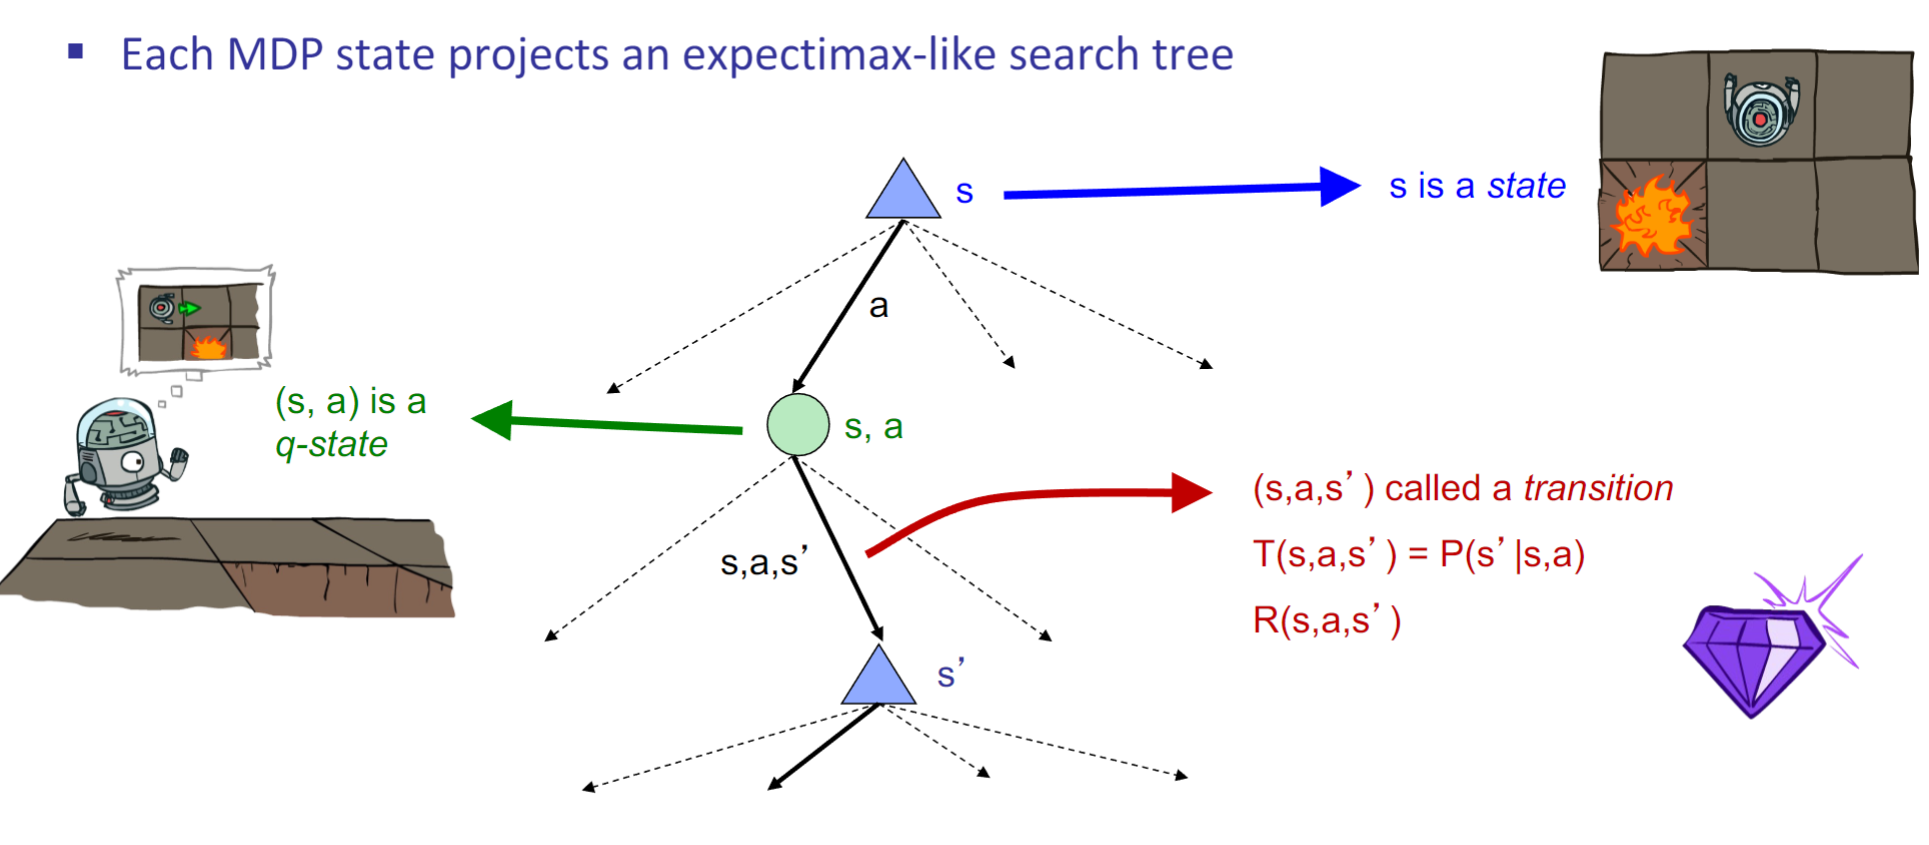 ▪ Each MDP state projects an expectimax-like search tree
s
s is a state
a
(s, a) is a
q-state
s, a
(s,a,s’ ) called a transition
s,a,s’
T(s,a,s’ ) = P(s’ |s,a)
R(s,a,s’ )
s’